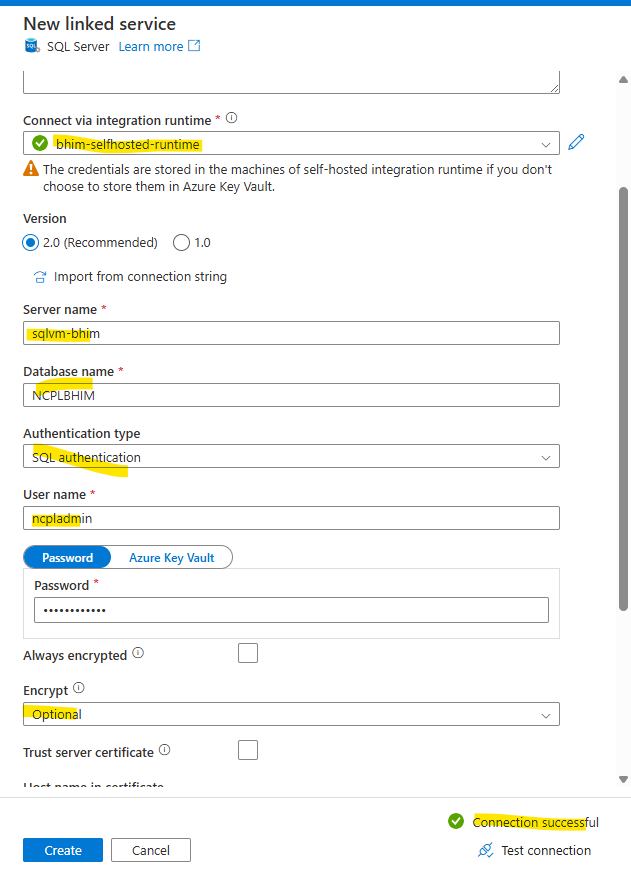 New linked service
SQL Server Learn more
Connect via integration runtime *
bhim-selfhosted-runtime
The credentials are stored in the machines of self-hosted integration runtime if you don't
choose to store them in Azure Key Vault.
Version
2.0 (Recommended) 1.0
Import from connection string
Server name *
sqlvm-bhim
Database name *
NCPLBHIM
Authentication type
SQL authentication
User name *
ncpladmin
Password Azure Key Vault
Password *
••••••••••••
Always encrypted
Encrypt
Optional
Trust server certificate
Host name in certificate
Connection successful
Create Cancel Test connection